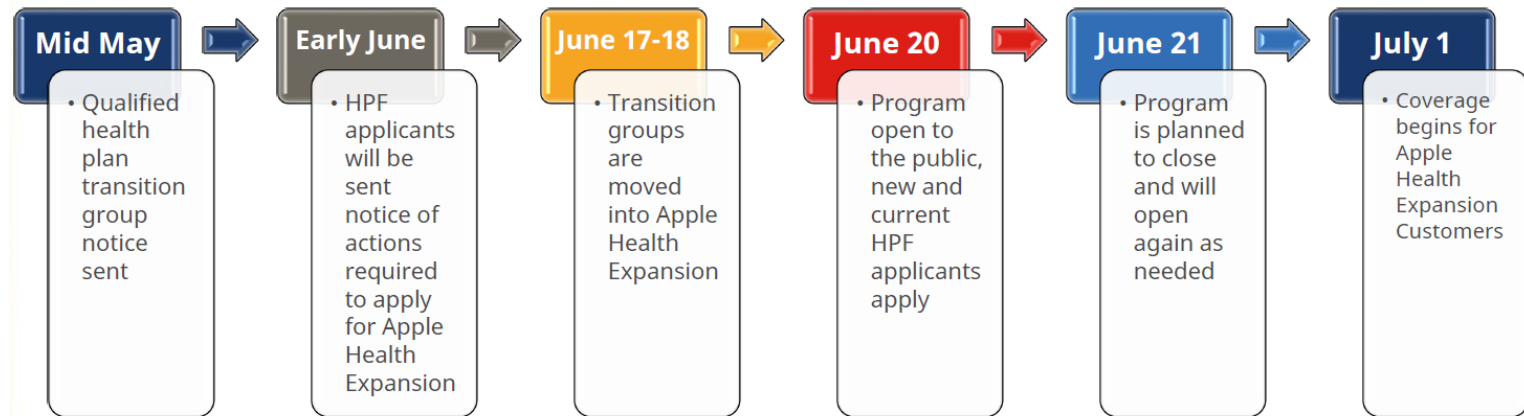 Mid May
• Qualified
health
plan
transition
group
notice
sent
Early June
• HPF
applicants
will be
sent
notice of
actions
required
to apply
for Apple
Health
Expansion
June 17-18
• Transition
groups
are
moved
into Apple
Health
Expansion
June 20
• Program
open to
the public,
new and
current
HPF
applicants
apply
June 21
• Program
is planned
to close
and will
open
again as
needed
July 1
• Coverage
begins for
Apple
Health
Expansion
Customers